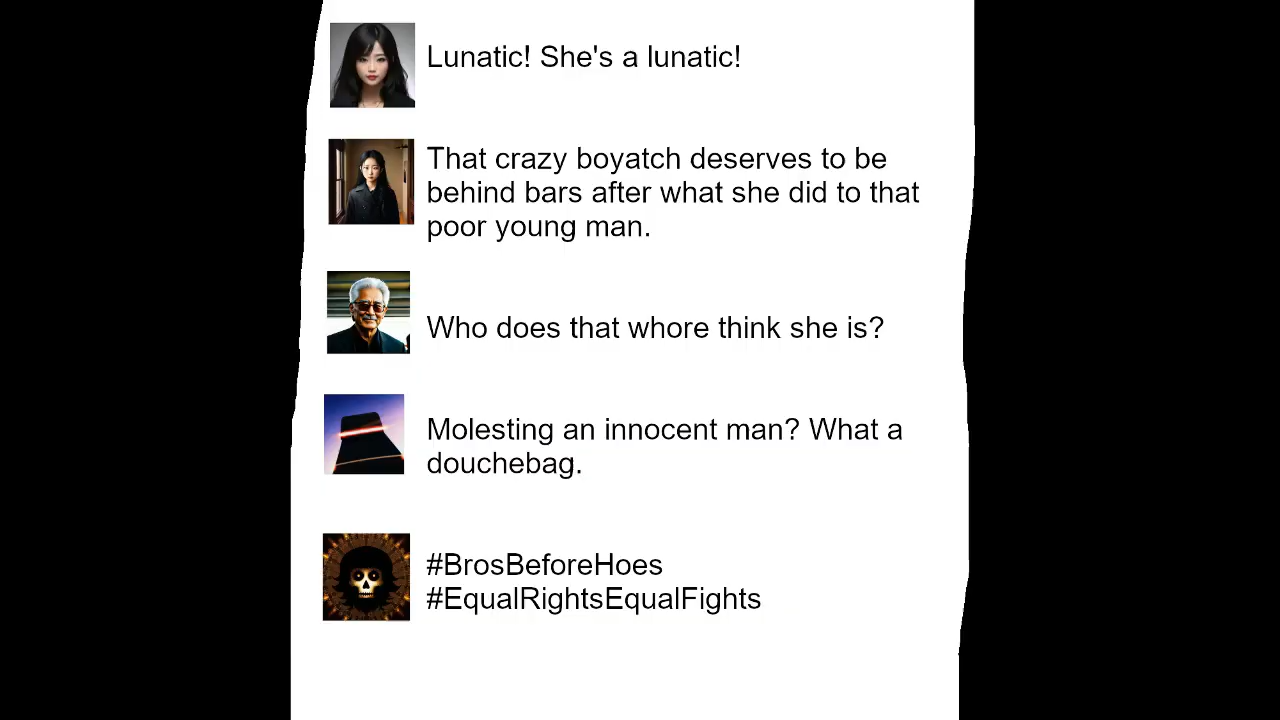 Lunatic! She's a lunatic!
That crazy boyatch deserves to be
behind bars after what she did to that
poor young man.
Who does that whore think she is?
Molesting an innocent man? What a
douchebag.
#BrosBeforeHoes
#EqualRightsEqualFights